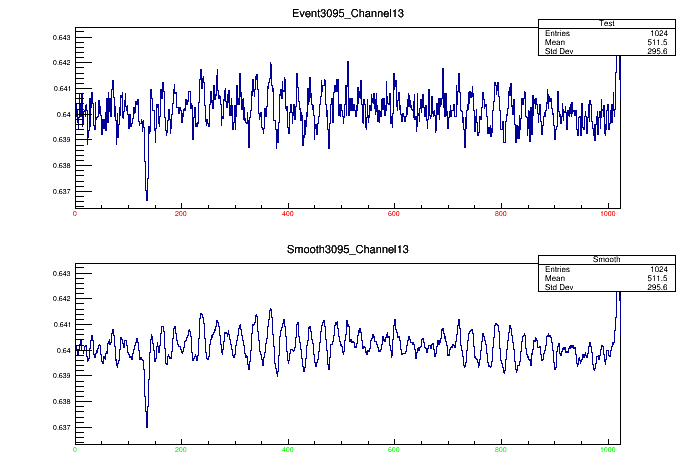 Event3095_Channel13
Test
Entries 1024
Mean 511.5
Std Dev 295.6
0.643
0.642
0.641
0.64
0.639
0.638
0.637
0 200 400 600 800 1000
Smooth3095_Channel13
Smooth
Entries 1024
Mean 511.5
Std Dev 295.6
0.643
0.642
0.641
0.64
0.639
0.638
0.637
0 200 400 600 800 1000